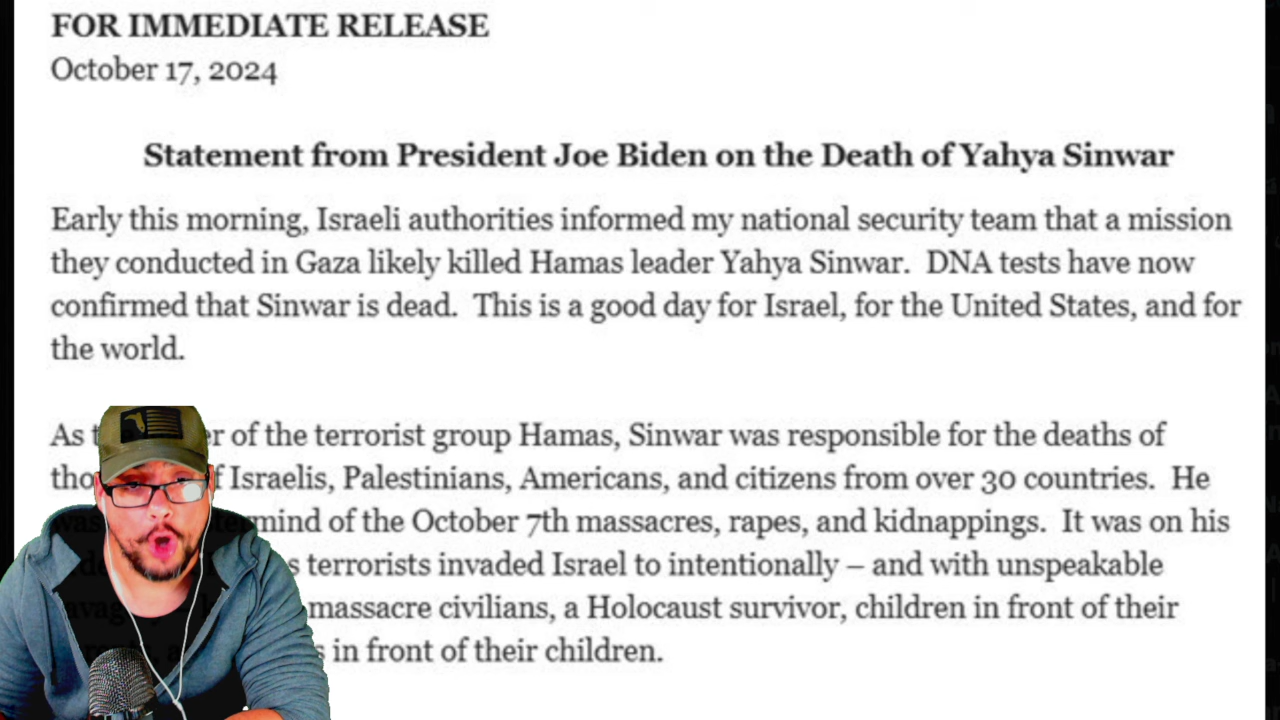 FOR IMMEDIATE RELEASE
October 17, 2024
Statement from President Joe Biden on the Death of Yahya Sinwar
Early this morning, Israeli authorities informed my national security team that a mission
they conducted in Gaza likely killed Hamas leader Yahya Sinwar. DNA tests have now
confirmed that Sinwar is dead. This is a good day for Israel, for the United States, and for
the world.
As of the terrorist group Hamas, Sinwar was responsible for the deaths of
Israelis, Palestinians, Americans, and citizens from over 30 countries. He
was of the October 7th massacres, rapes, and kidnappings. It was on his
terrorists invaded Israel to intentionally – and with unspeakable
massacre civilians, a Holocaust survivor, children in front of their
in front of their children.